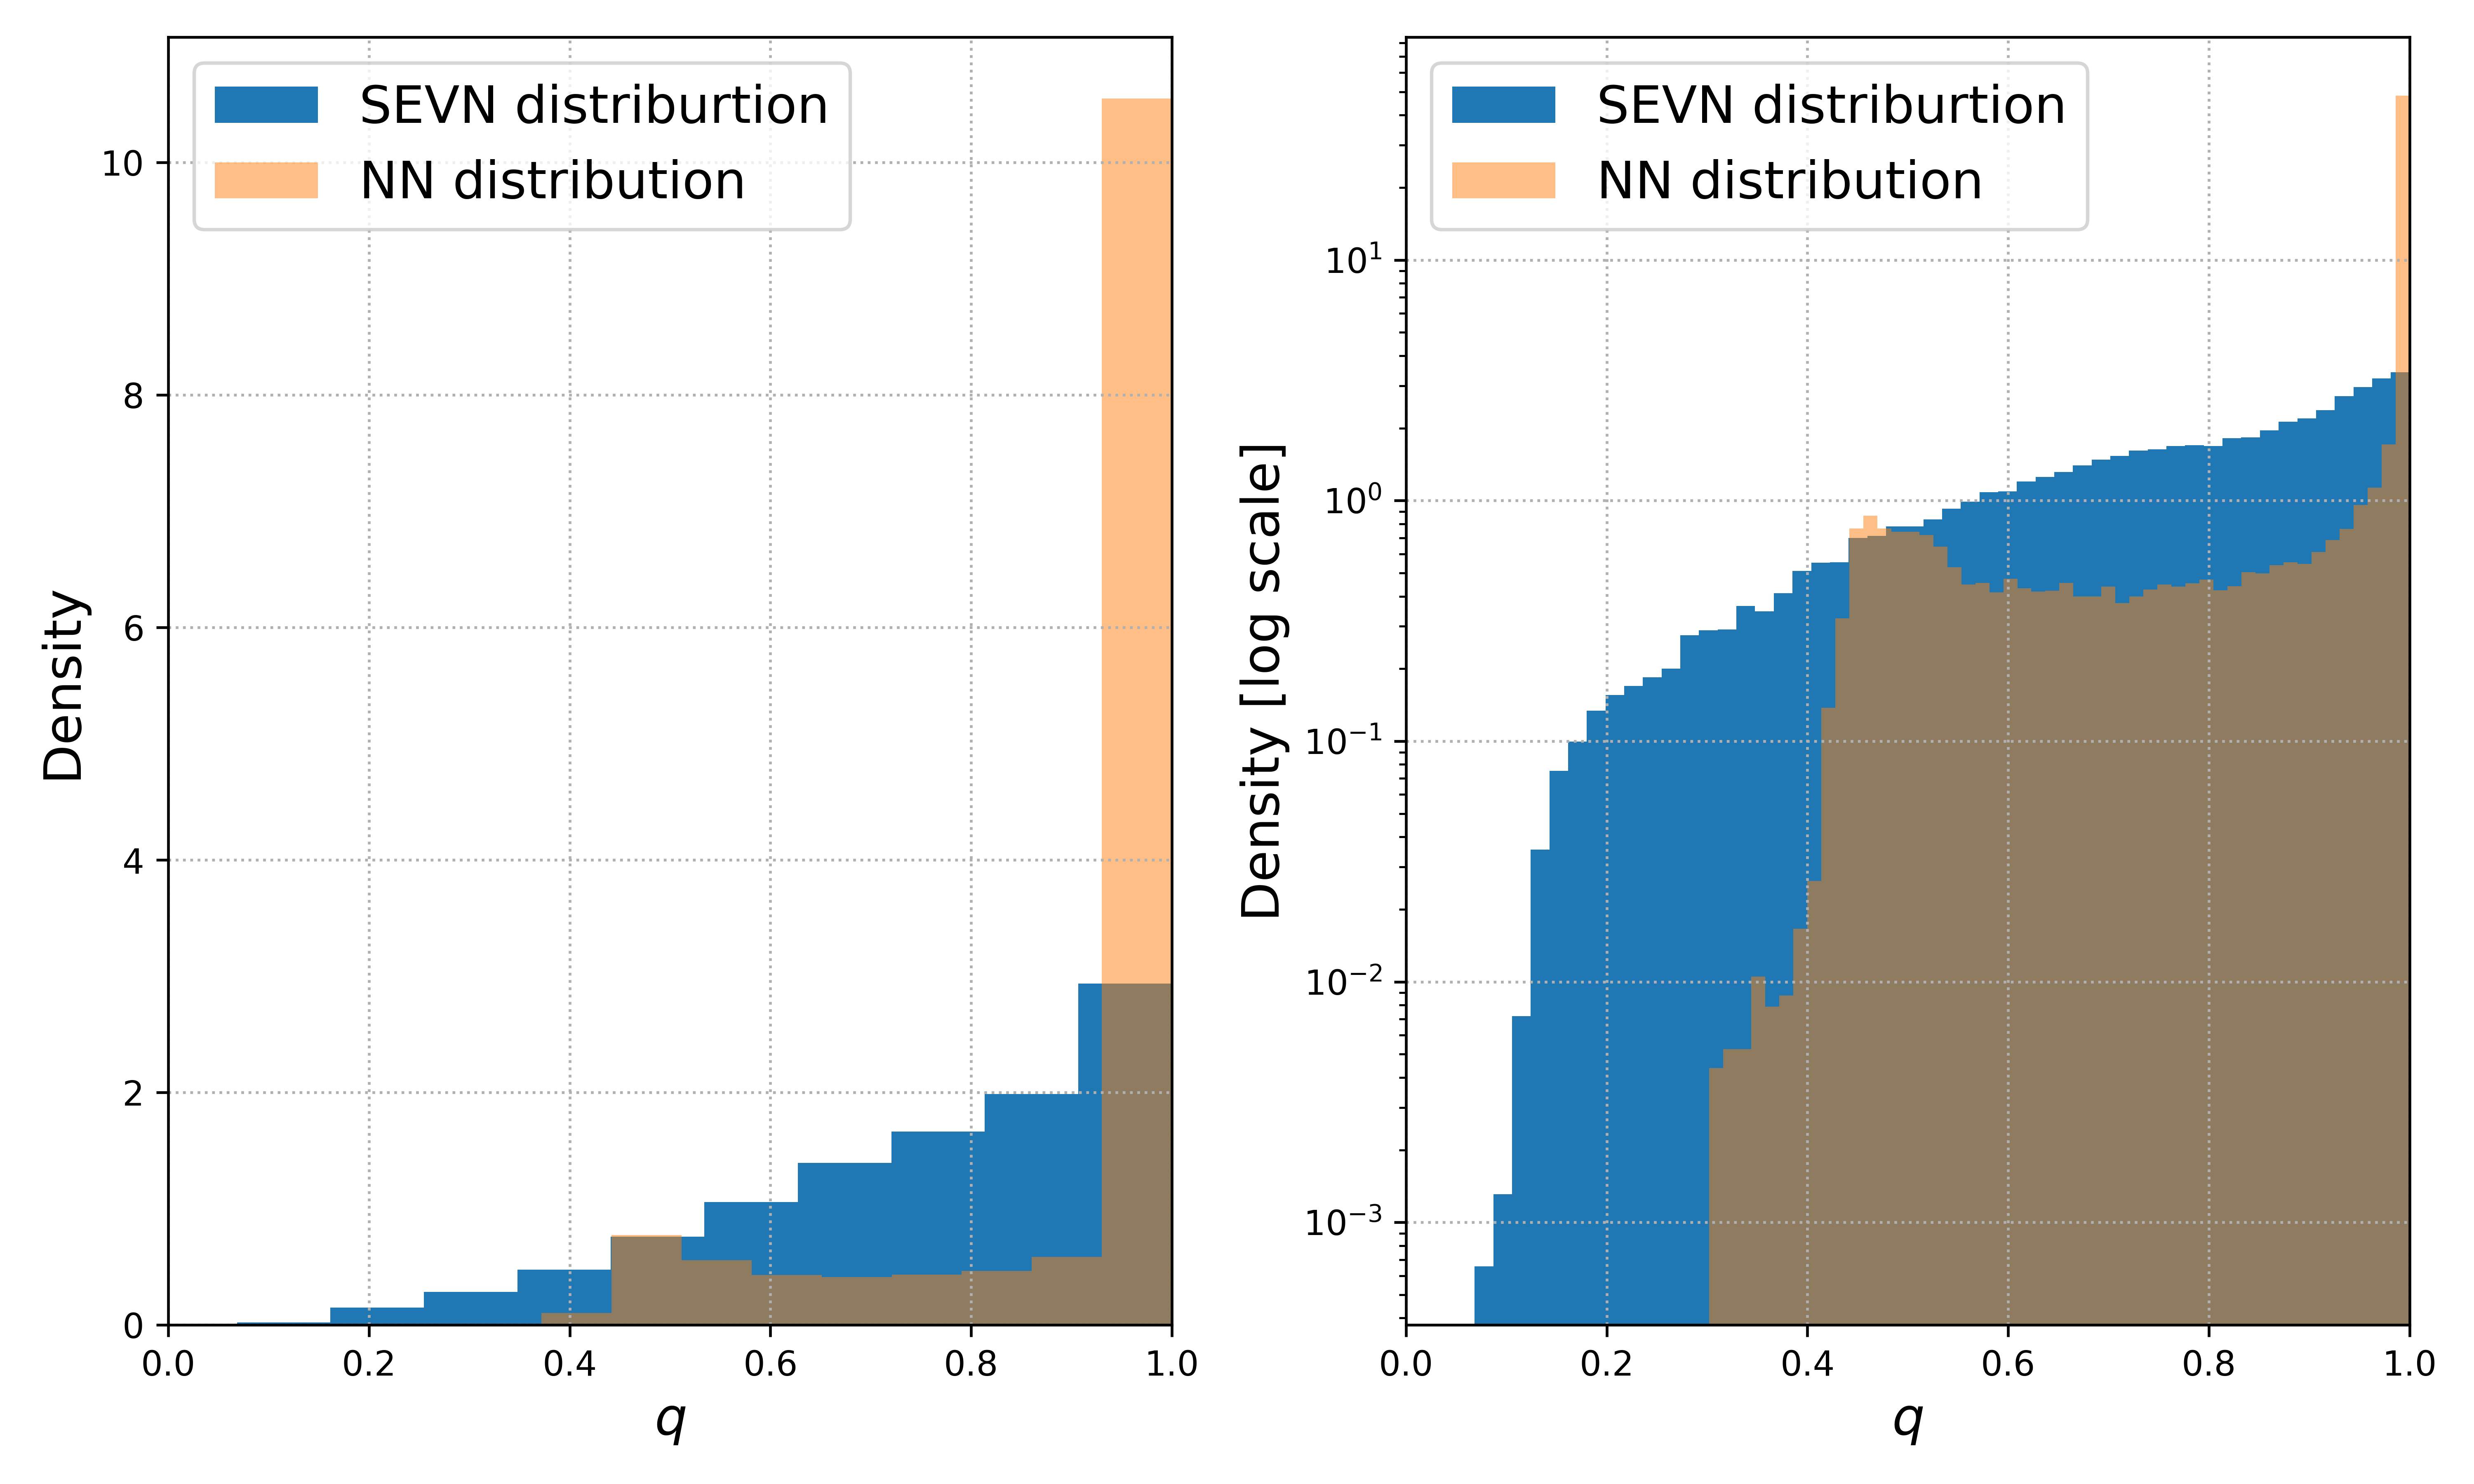 SEVN distriburtion
NN distribution
10
8
6
4
2
0
Density
0.0 0.2 0.4 0.6 0.8 1.0
q
SEVN distriburtion
NN distribution
10¹
10⁰
10⁻¹
10⁻²
10⁻³
Density [log scale]
0.0 0.2 0.4 0.6 0.8 1.0
q